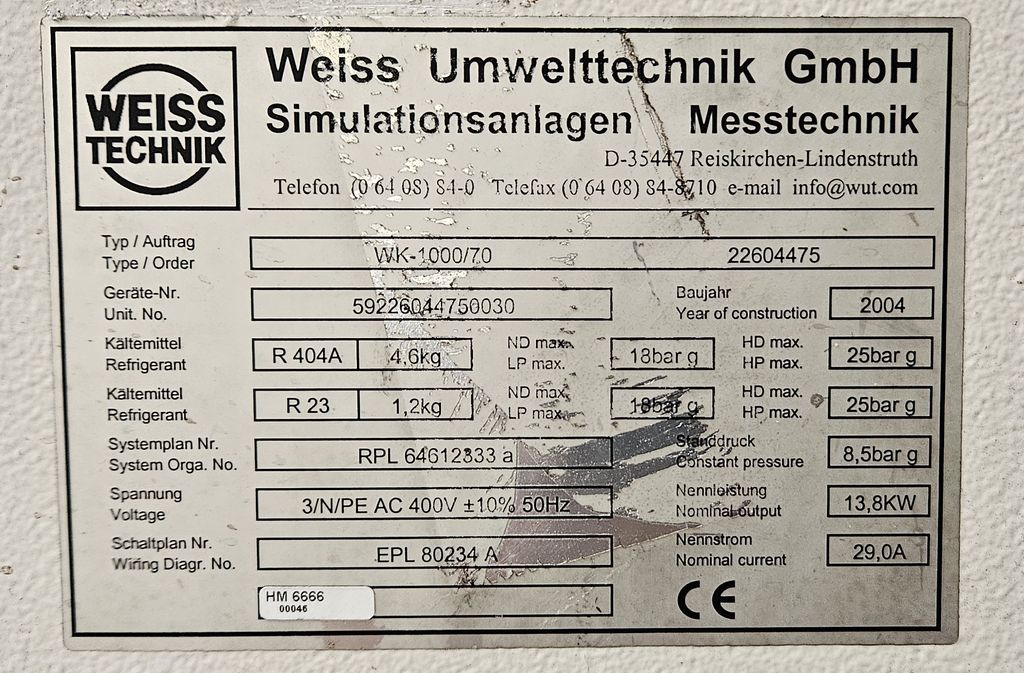 WEISS
TECHNIK
Weiss Umwelttechnik GmbH
Simulationsanlagen Messtechnik
D-35447 Reiskirchen-Lindenstruth
Telefon (0 64 08) 84-0 Telefax (0 64 08) 84-8710 e-mail info@wut.com
Typ / Auftrag
Type / Order
WK-1000/70 22604475
Geräte-Nr.
Unit. No.
59226044750030
Baujahr
Year of construction
2004
Kältemittel
Refrigerant
R 404A 4,6kg
ND max.
LP max.
18bar g
HD max.
HP max.
25bar g
Kältemittel
Refrigerant
R 23 1,2kg
ND max.
LP max.
18bar g
HD max.
HP max.
25bar g
Systemplan Nr.
System Orga. No.
RPL 64612333 a
Standdruck
Constant pressure
8,5bar g
Spannung
Voltage
3/N/PE AC 400V ±10% 50Hz
Nennleistung
Nominal output
13,8KW
Schaltplan Nr.
Wiring Diagr. No.
EPL 80234 A
Nennstrom
Nominal current
29,0A
HM 6666
00046
CE